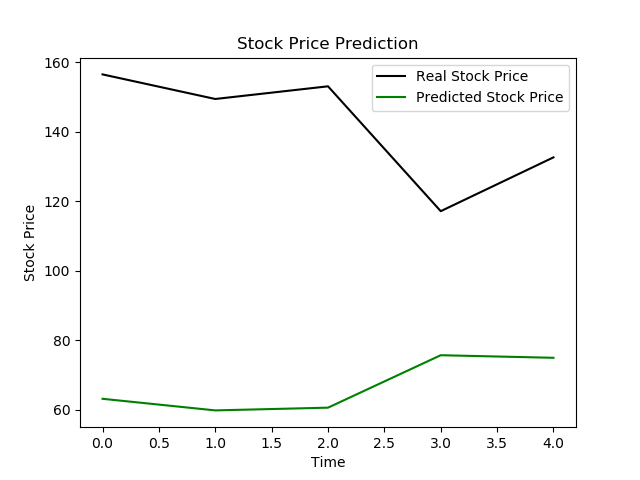 Stock Price Prediction
Real Stock Price
Predicted Stock Price
160
140
120
100
80
60
Stock Price
0.0 0.5 1.0 1.5 2.0 2.5 3.0 3.5 4.0
Time